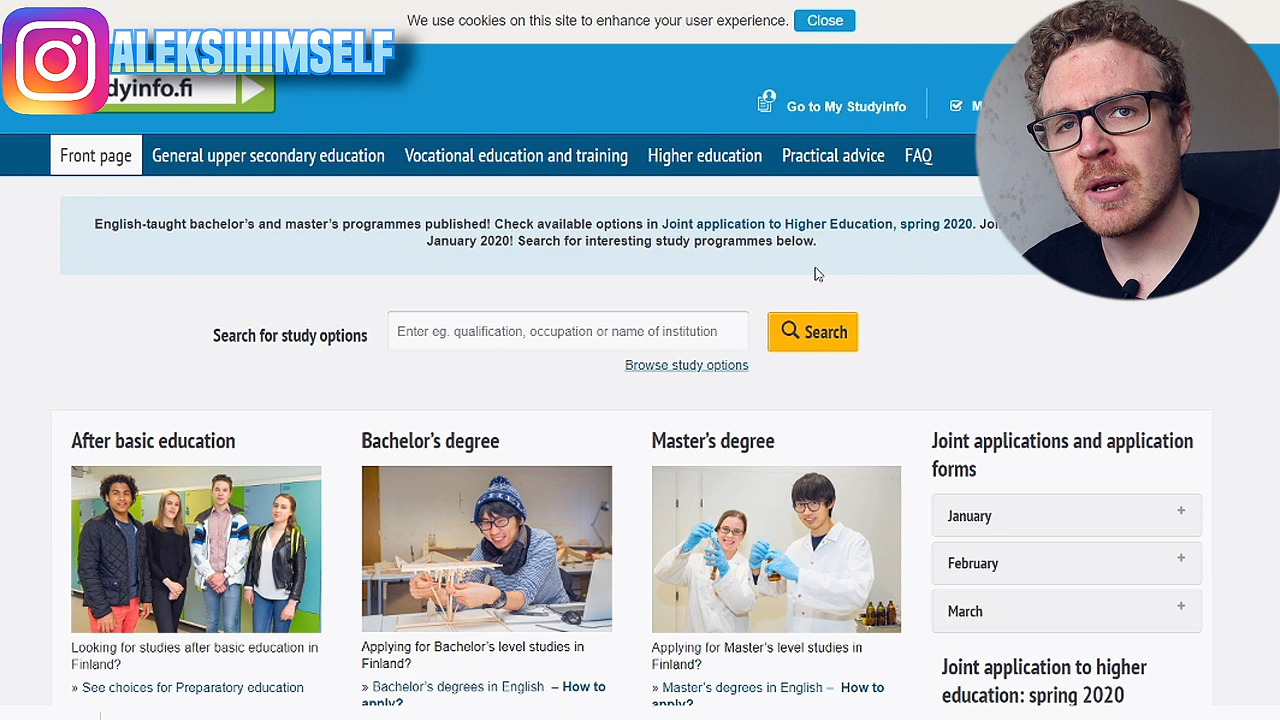 We use cookies on this site to enhance your user experience. Close
ALEKSIHIMSELF
dyinfo.fi
Go to My Studyinfo
Front page
General upper secondary education
Vocational education and training
Higher education
Practical advice
FAQ
English-taught bachelor's and master's programmes published! Check available options in Joint application to Higher Education, spring 2020.
January 2020! Search for interesting study programmes below.
Search for study options
Enter eg. qualification, occupation or name of institution
Search
Browse study options
After basic education
Looking for studies after basic education in
Finland?
» See choices for Preparatory education
Bachelor's degree
Applying for Bachelor's level studies in
Finland?
» Bachelor's degrees in English – How to
apply?
Master's degree
Applying for Master's level studies in
Finland?
» Master's degrees in English – How to
apply?
Joint applications and application
forms
January +
February +
March +
Joint application to higher
education: spring 2020